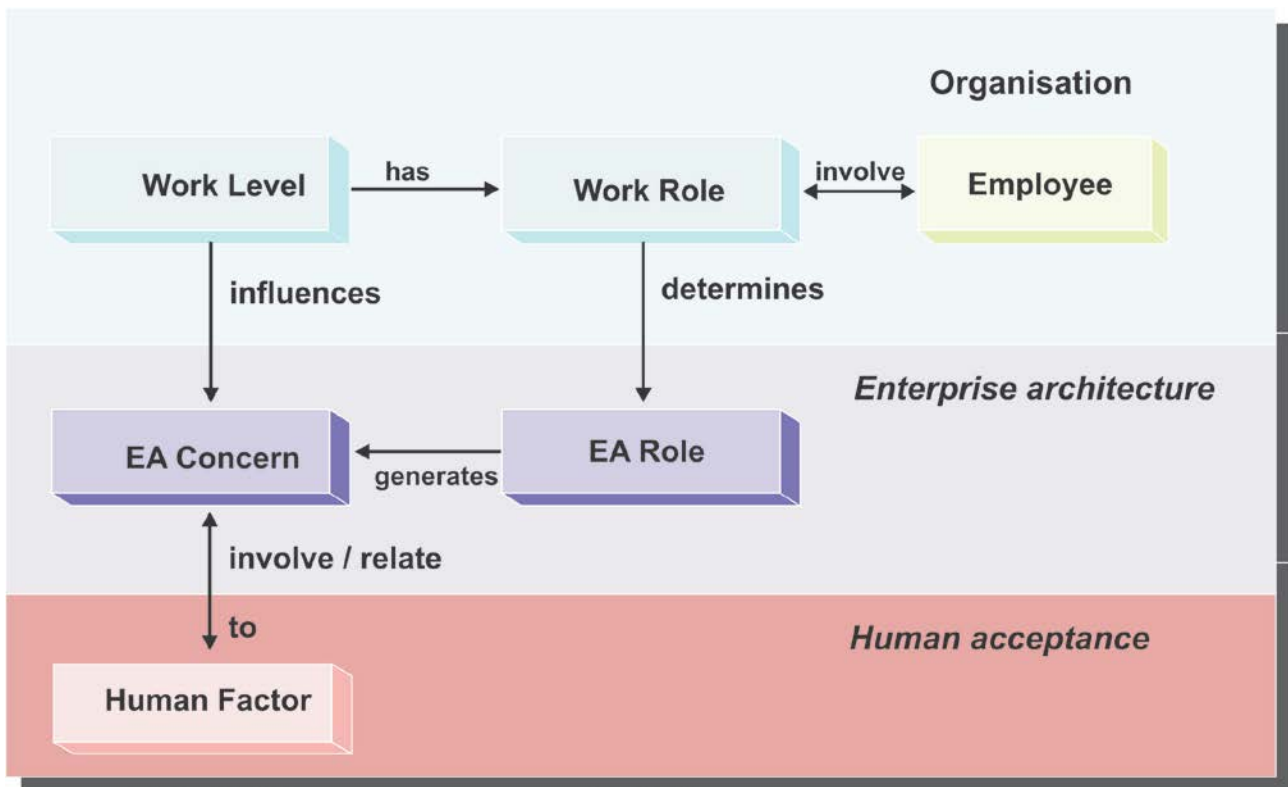 Organisation
Work Level
has
Work Role
involve
Employee
influences
determines
Enterprise architecture
EA Concern
generates
EA Role
involve / relate
to
Human acceptance
Human Factor